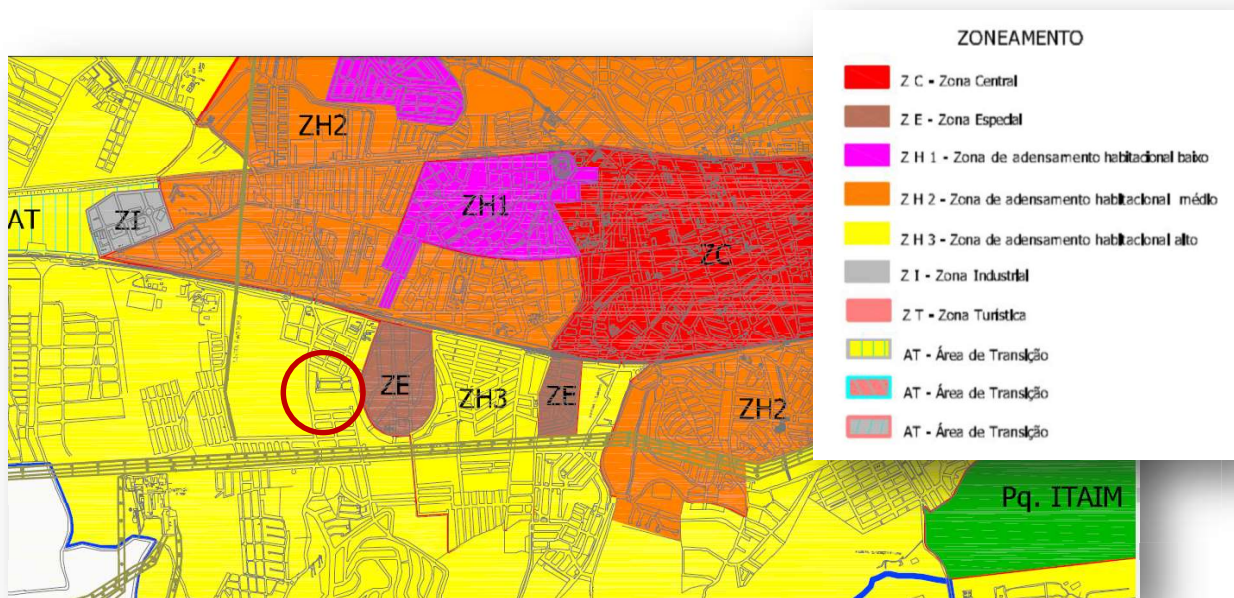 ZONEAMENTO
Z C - Zona Central
Z E - Zona Especial
Z H 1 - Zona de adensamento habitacional baixo
Z H 2 - Zona de adensamento habitacional médio
Z H 3 - Zona de adensamento habitacional alto
Z I - Zona Industrial
Z T - Zona Turistica
AT - Área de Transição
AT - Área de Transição
AT - Área de Transição
ZH2
ZH1
AT
ZI
ZC
ZE
ZH3
ZE
ZH2
Pq. ITAIM